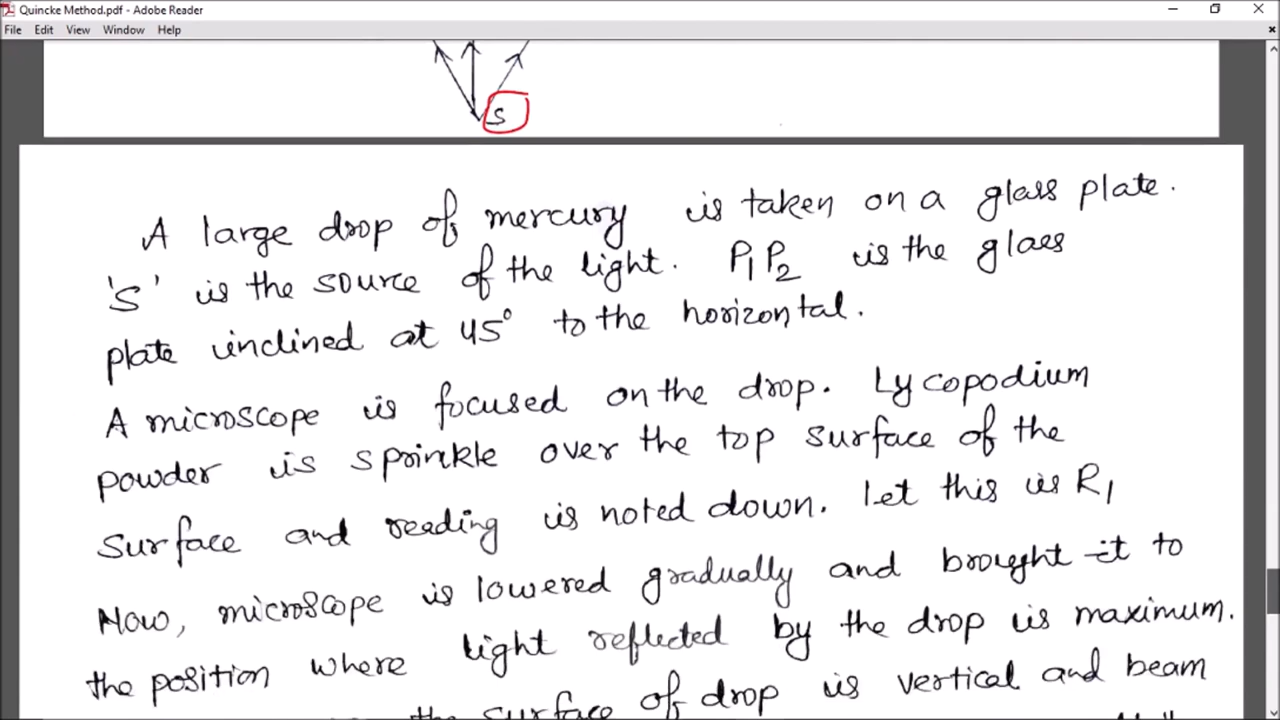 Quincke Method.pdf - Adobe Reader
File Edit View Window Help
S
A large drop of mercury is taken on a glass plate.
'S' is the source of the light. P1P2 is the glass
plate inclined at 45° to the horizontal.
A microscope is focused on the drop. Lycopodium
powder is sprinkle over the top surface of the
surface and reading is noted down. Let this is R1
Now, microscope is lowered gradually and brought it to
the position where light reflected by the drop is maximum.
the surface of drop is vertical and beam